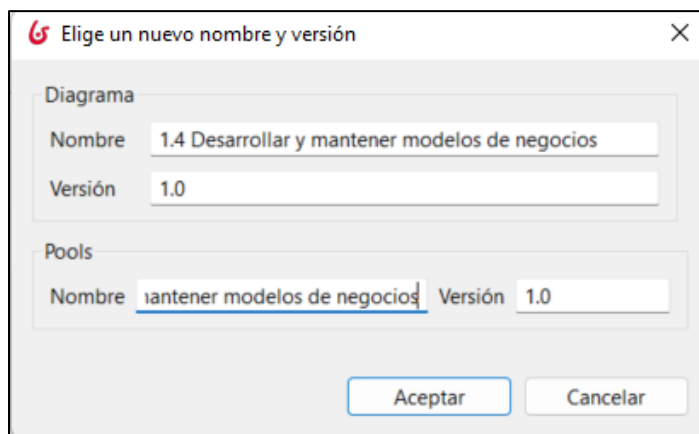 Elige un nuevo nombre y versión
Diagrama
Nombre 1.4 Desarrollar y mantener modelos de negocios
Versión 1.0
Pools
Nombre mantener modelos de negocios Versión 1.0
Aceptar Cancelar